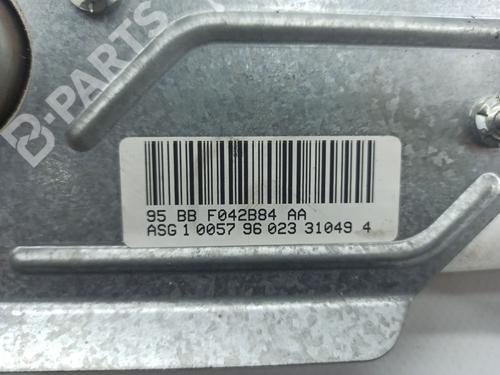 B-PARTS
95 BB F042B84 AA
ASG 1 0057 96 023 31049 4